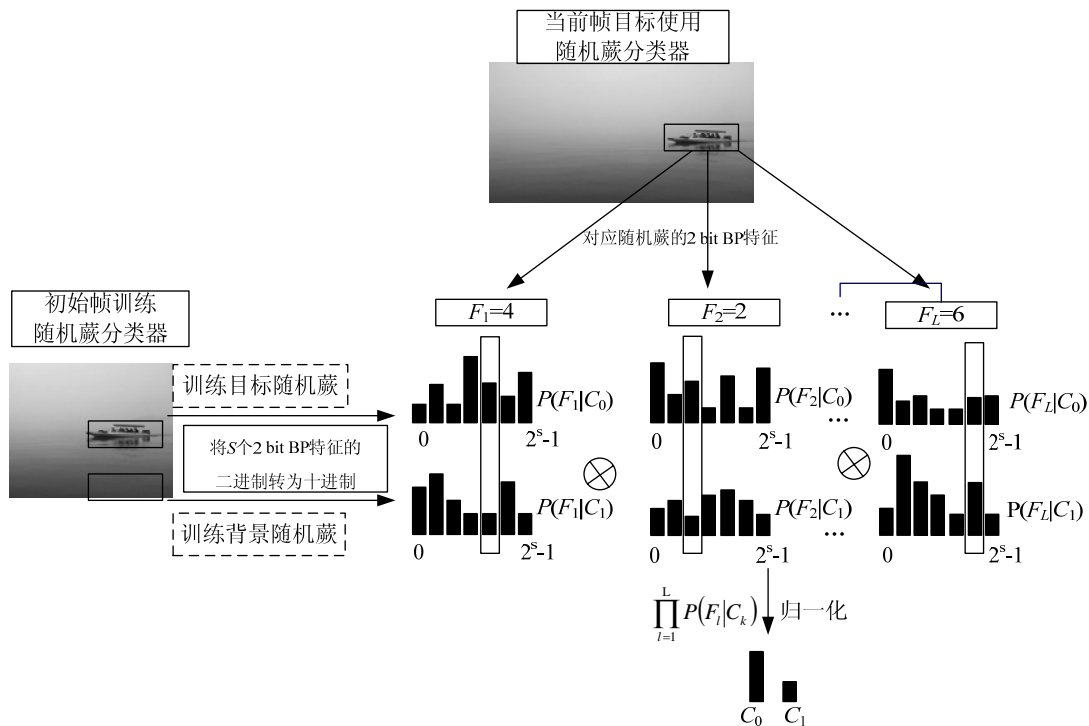 当前帧目标使用
随机蕨分类器
对应随机蕨的2 bit BP特征
初始帧训练
随机蕨分类器
F₁=4
F₂=2
...
F_L=6
训练目标随机蕨
P(F₁|C₀)
P(F₂|C₀)
...
P(F_L|C₀)
0
2ˢ-1
0
2ˢ-1
0
2ˢ-1
将S个2 bit BP特征的
二进制转为十进制
⊗
⊗
训练背景随机蕨
P(F₁|C₁)
P(F₂|C₁)
...
P(F_L|C₁)
0
2ˢ-1
0
2ˢ-1
0
2ˢ-1
∏_{l=1}^{L} P(F_l|C_k)
归一化
C₀
C₁